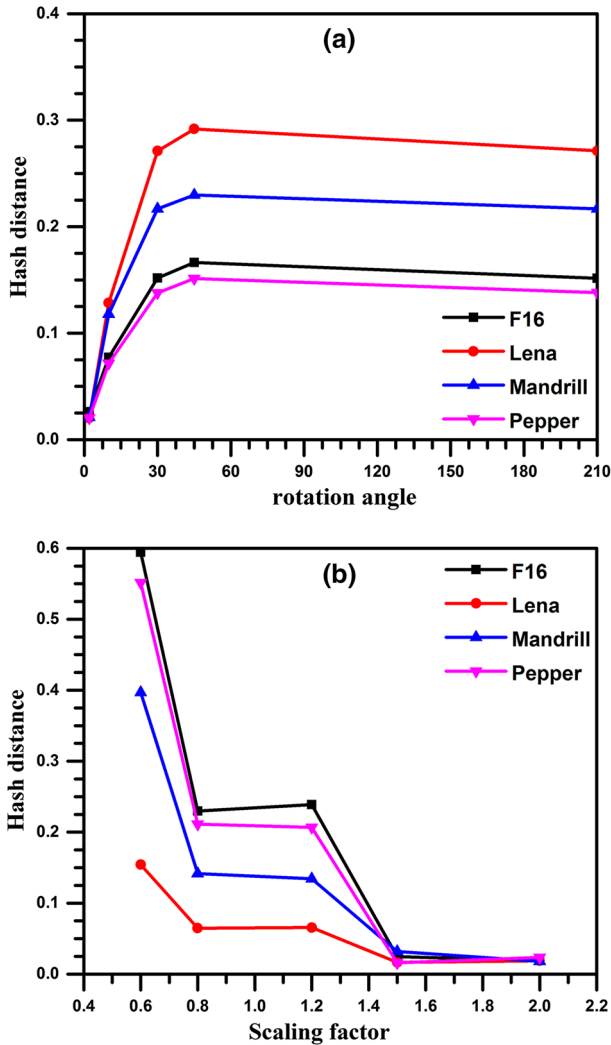 (a)
0.4
0.3
0.2
0.1
0.0
Hash distance
F16
Lena
Mandrill
Pepper
0 30 60 90 120 150 180 210
rotation angle
(b)
0.6
0.5
0.4
0.3
0.2
0.1
0.0
Hash distance
F16
Lena
Mandrill
Pepper
0.4 0.6 0.8 1.0 1.2 1.4 1.6 1.8 2.0 2.2
Scaling factor